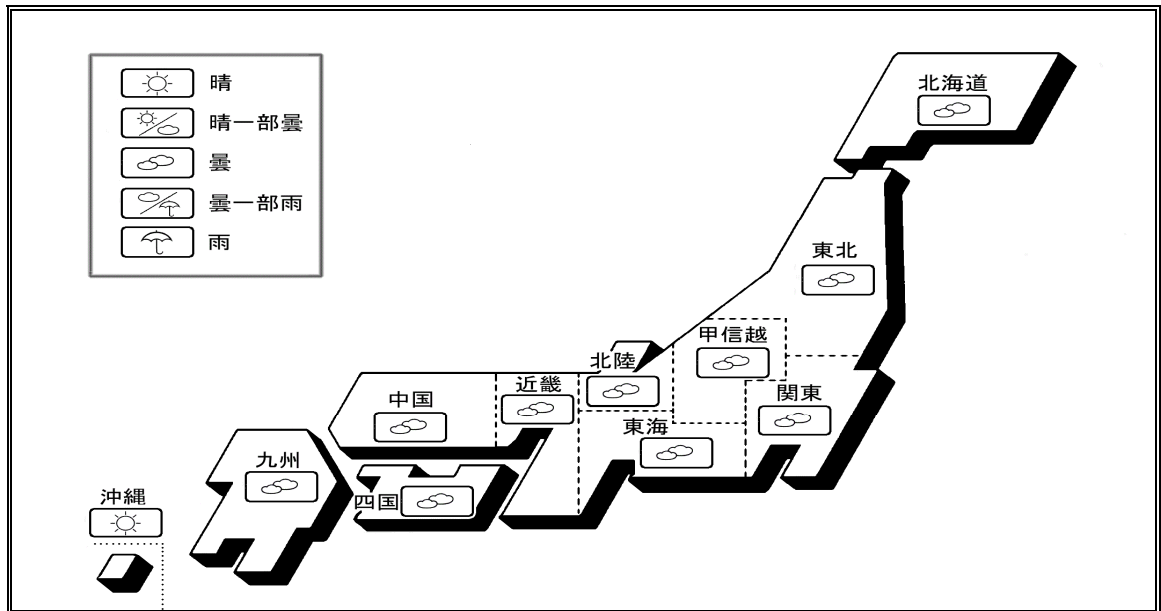 晴
晴一部曇
曇
曇一部雨
雨
北海道
東北
甲信越
北陸
関東
近畿
中国
東海
九州
四国
沖縄